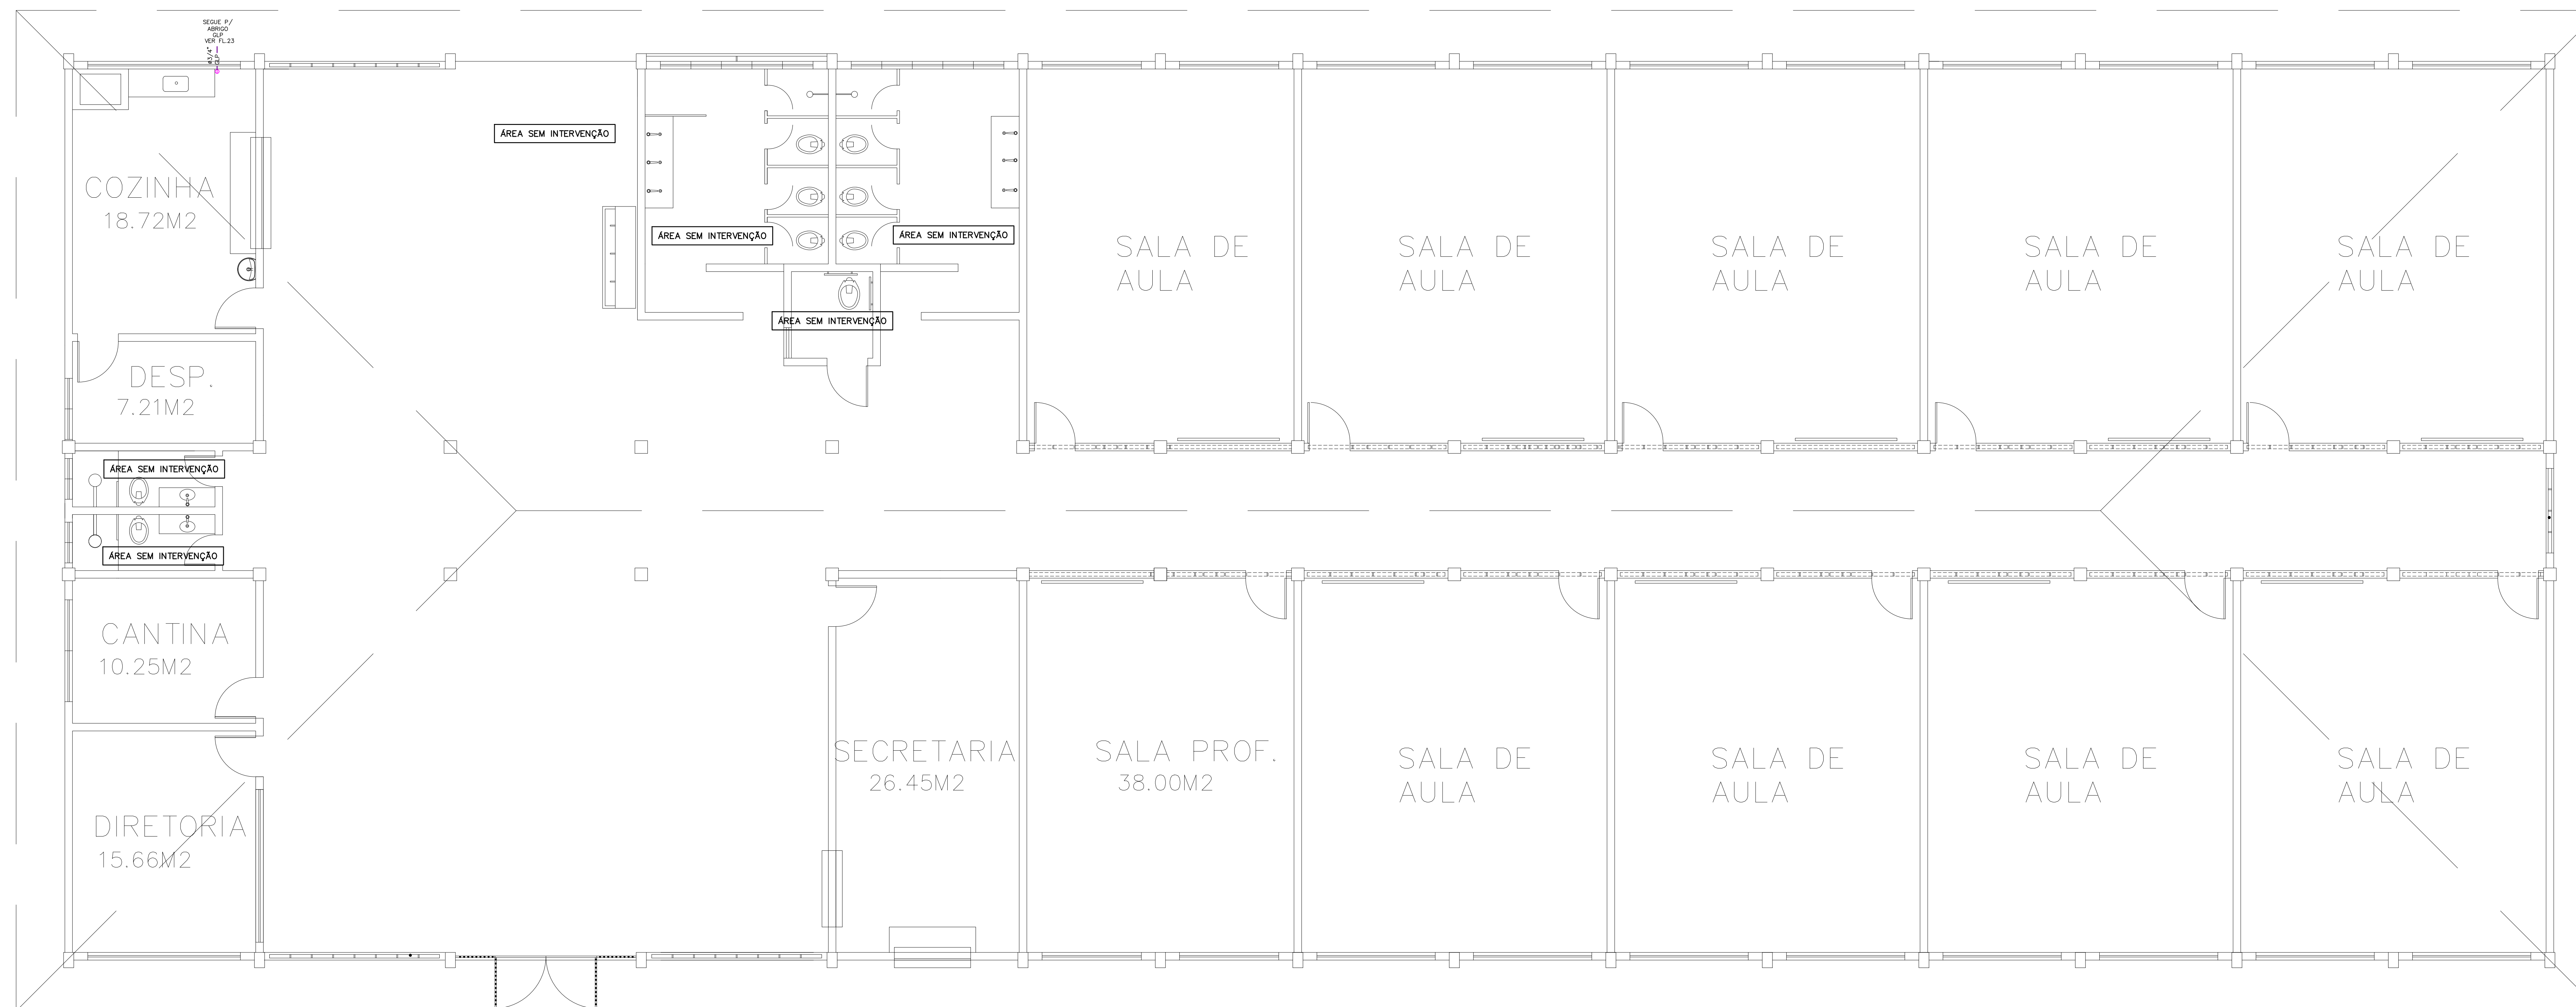 SEGUE P/
ABRIGO
GLP
VER FL.23
ø3/4"
GLP
ÁREA SEM INTERVENÇÃO
COZINHA
18.72M2
ÁREA SEM INTERVENÇÃO
ÁREA SEM INTERVENÇÃO
SALA DE
AULA
SALA DE
AULA
SALA DE
AULA
SALA DE
AULA
SALA DE
AULA
ÁREA SEM INTERVENÇÃO
DESP.
7.21M2
ÁREA SEM INTERVENÇÃO
ÁREA SEM INTERVENÇÃO
CANTINA
10.25M2
SECRETARIA
26.45M2
SALA PROF.
38.00M2
SALA DE
AULA
SALA DE
AULA
SALA DE
AULA
SALA DE
AULA
DIRETORIA
15.66M2